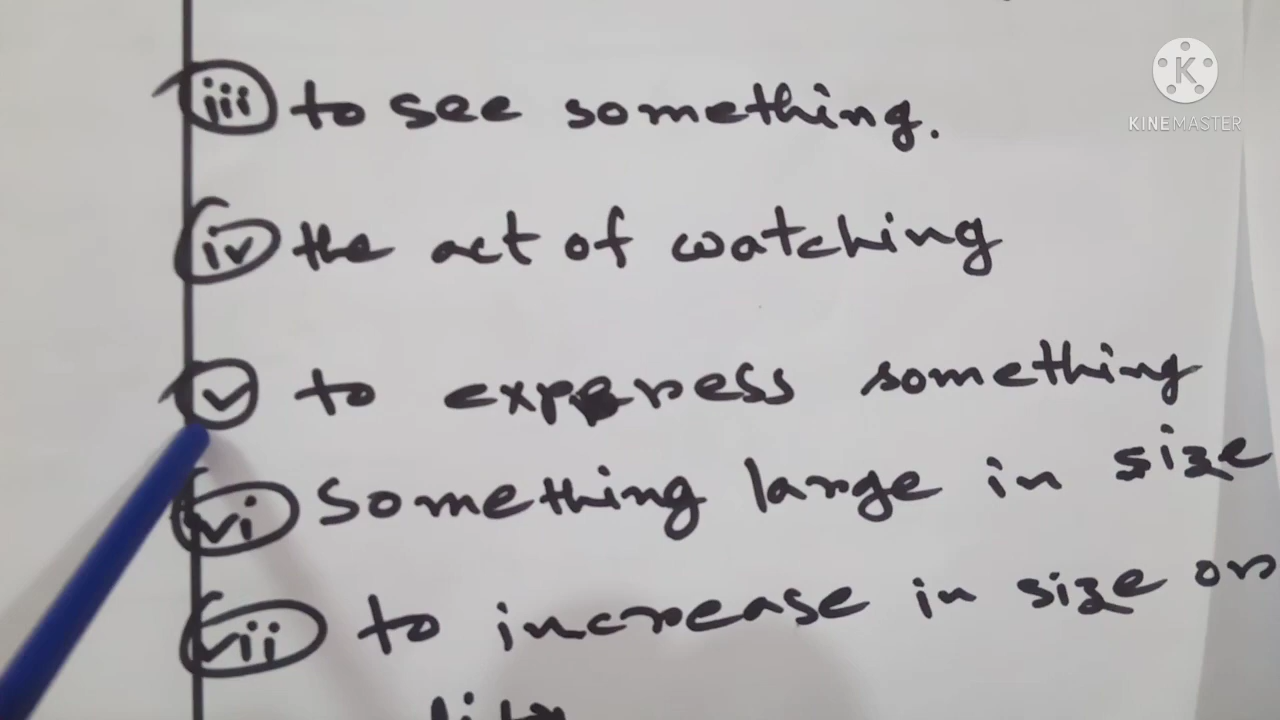 K
KINEMASTER
iii to see something.
iv the act of watching
v to express something
vi something large in size
vii to increase in size or